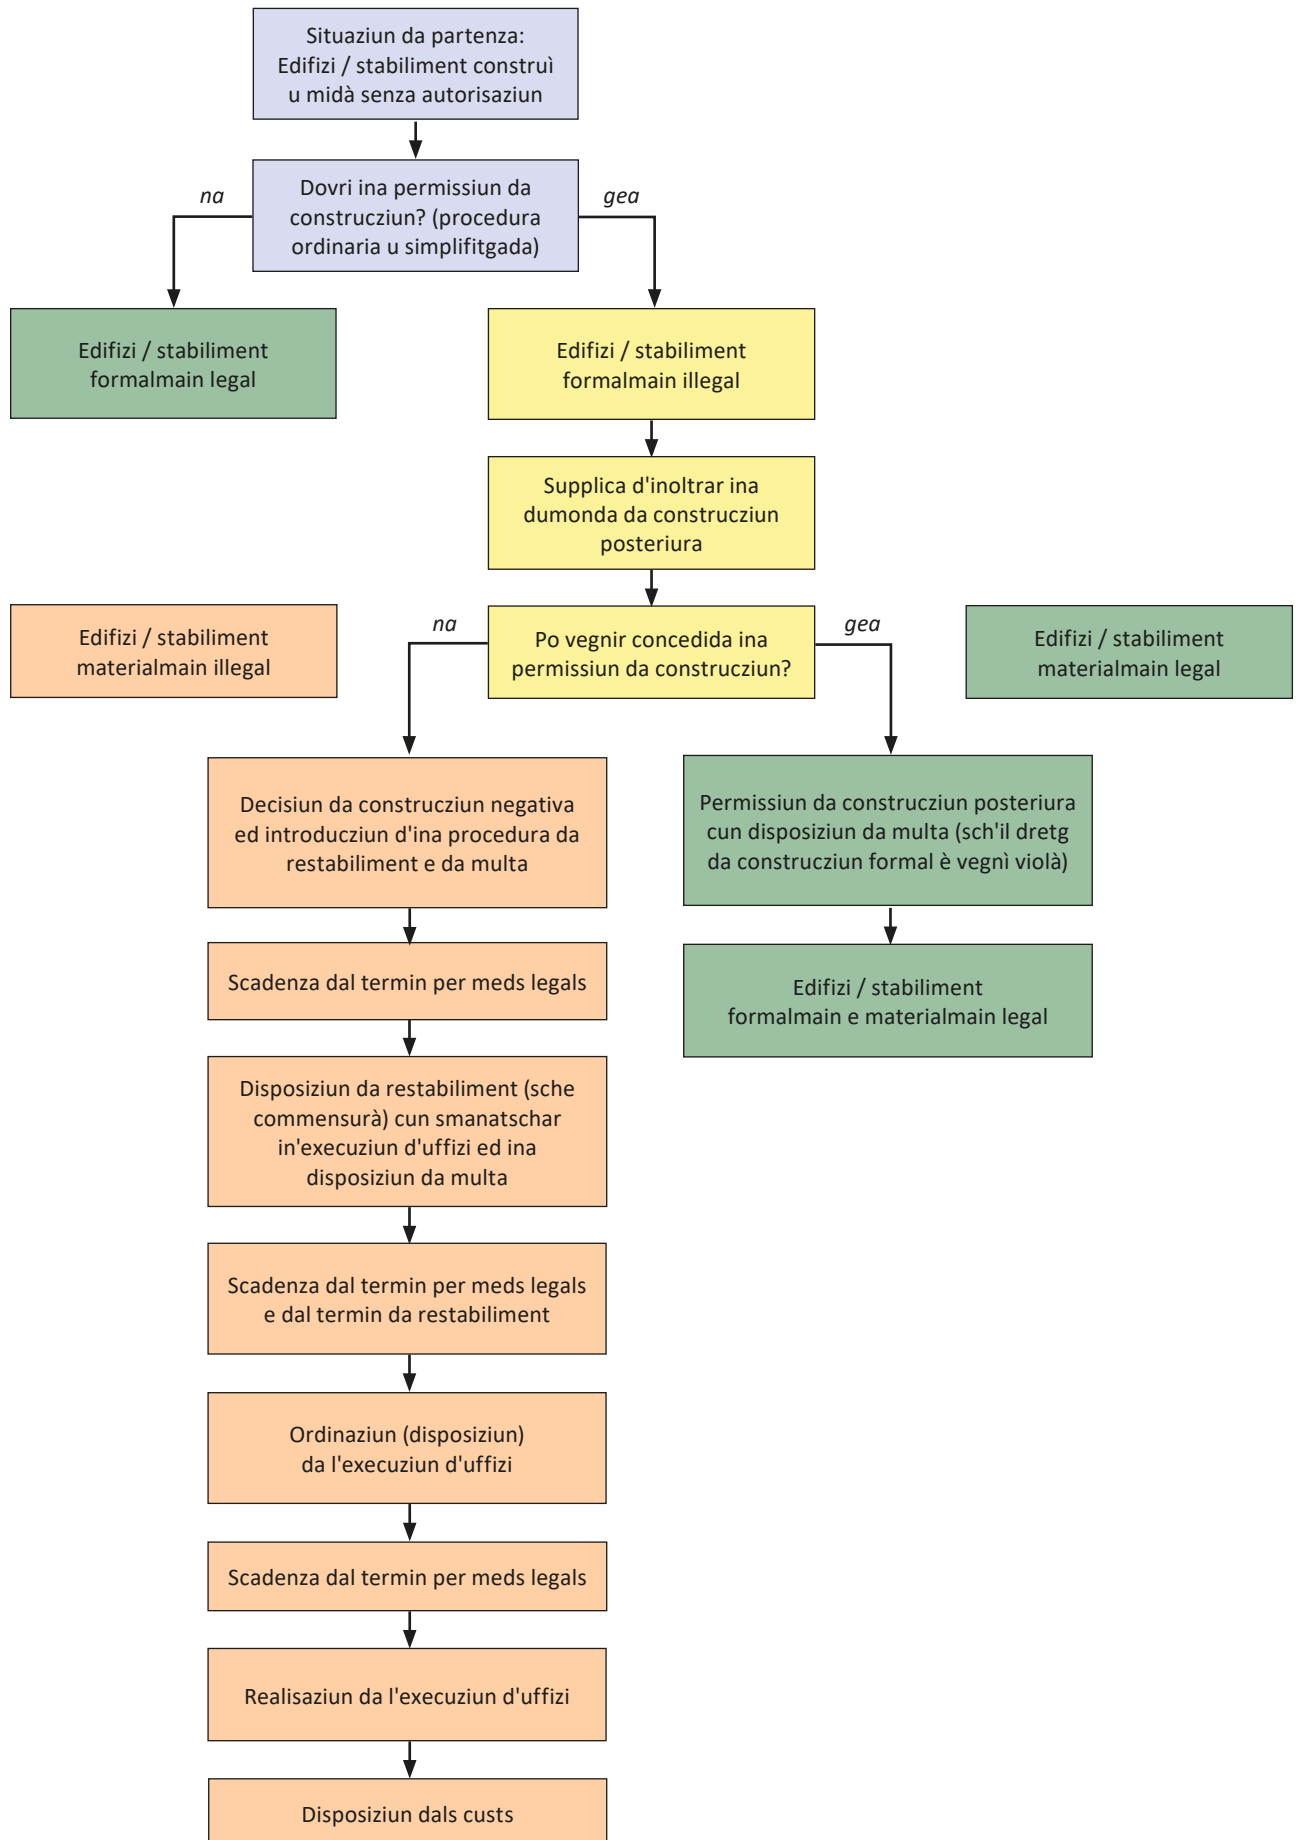 Situaziun da partenza:
Edifizi / stabiliment construì
u midà senza autorisaziun
Dovri ina permissiun da
construcziun? (procedura
ordinaria u simplifitgada)
na
gea
Edifizi / stabiliment
formalmain legal
Edifizi / stabiliment
formalmain illegal
Supplica d'inoltrar ina
dumonda da construcziun
posteriura
Edifizi / stabiliment
materialmain illegal
na
Po vegnir concedida ina
permissiun da construcziun?
gea
Edifizi / stabiliment
materialmain legal
Decisiun da construcziun negativa
ed introducziun d'ina procedura da
restabiliment e da multa
Permissiun da construcziun posteriura
cun disposiziun da multa (sch'il dretg
da construcziun formal è vegnì violà)
Scadenza dal termin per meds legals
Edifizi / stabiliment
formalmain e materialmain legal
Disposiziun da restabiliment (sche
commensurà) cun smanatschar
in'execuziun d'uffizi ed ina
disposiziun da multa
Scadenza dal termin per meds legals
e dal termin da restabiliment
Ordinaziun (disposiziun)
da l'execuziun d'uffizi
Scadenza dal termin per meds legals
Realisaziun da l'execuziun d'uffizi
Disposiziun dals custs